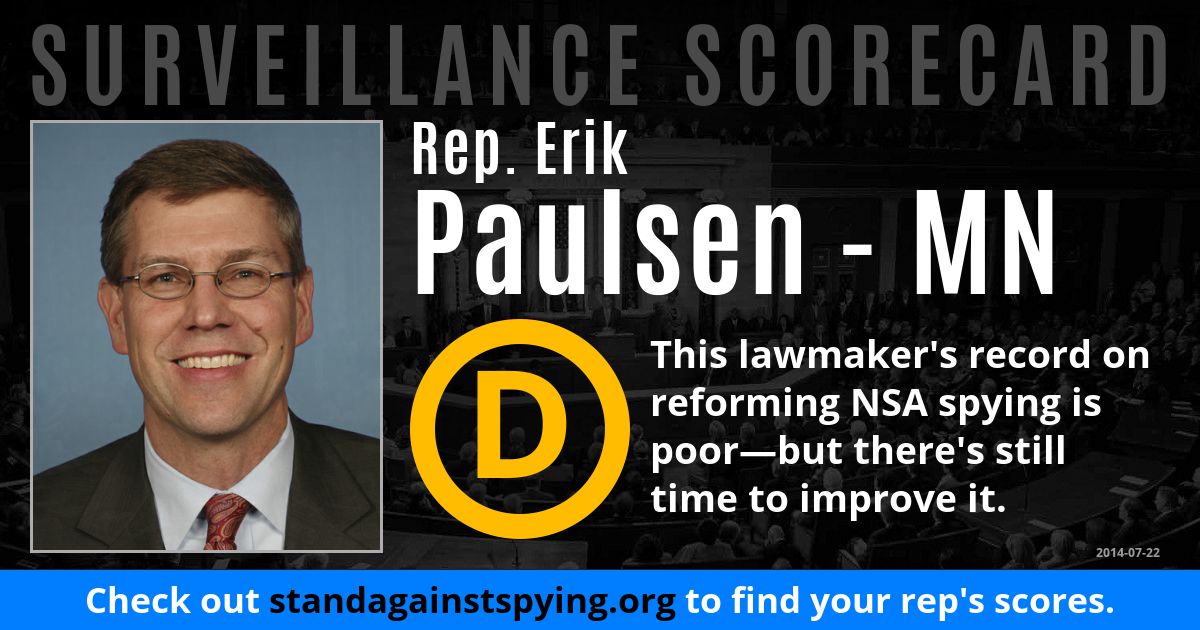 SURVEILLANCE SCORECARD
Rep. Erik
Paulsen - MN
D
This lawmaker's record on
reforming NSA spying is
poor—but there's still
time to improve it.
2014-07-22
Check out standagainstspying.org to find your rep's scores.